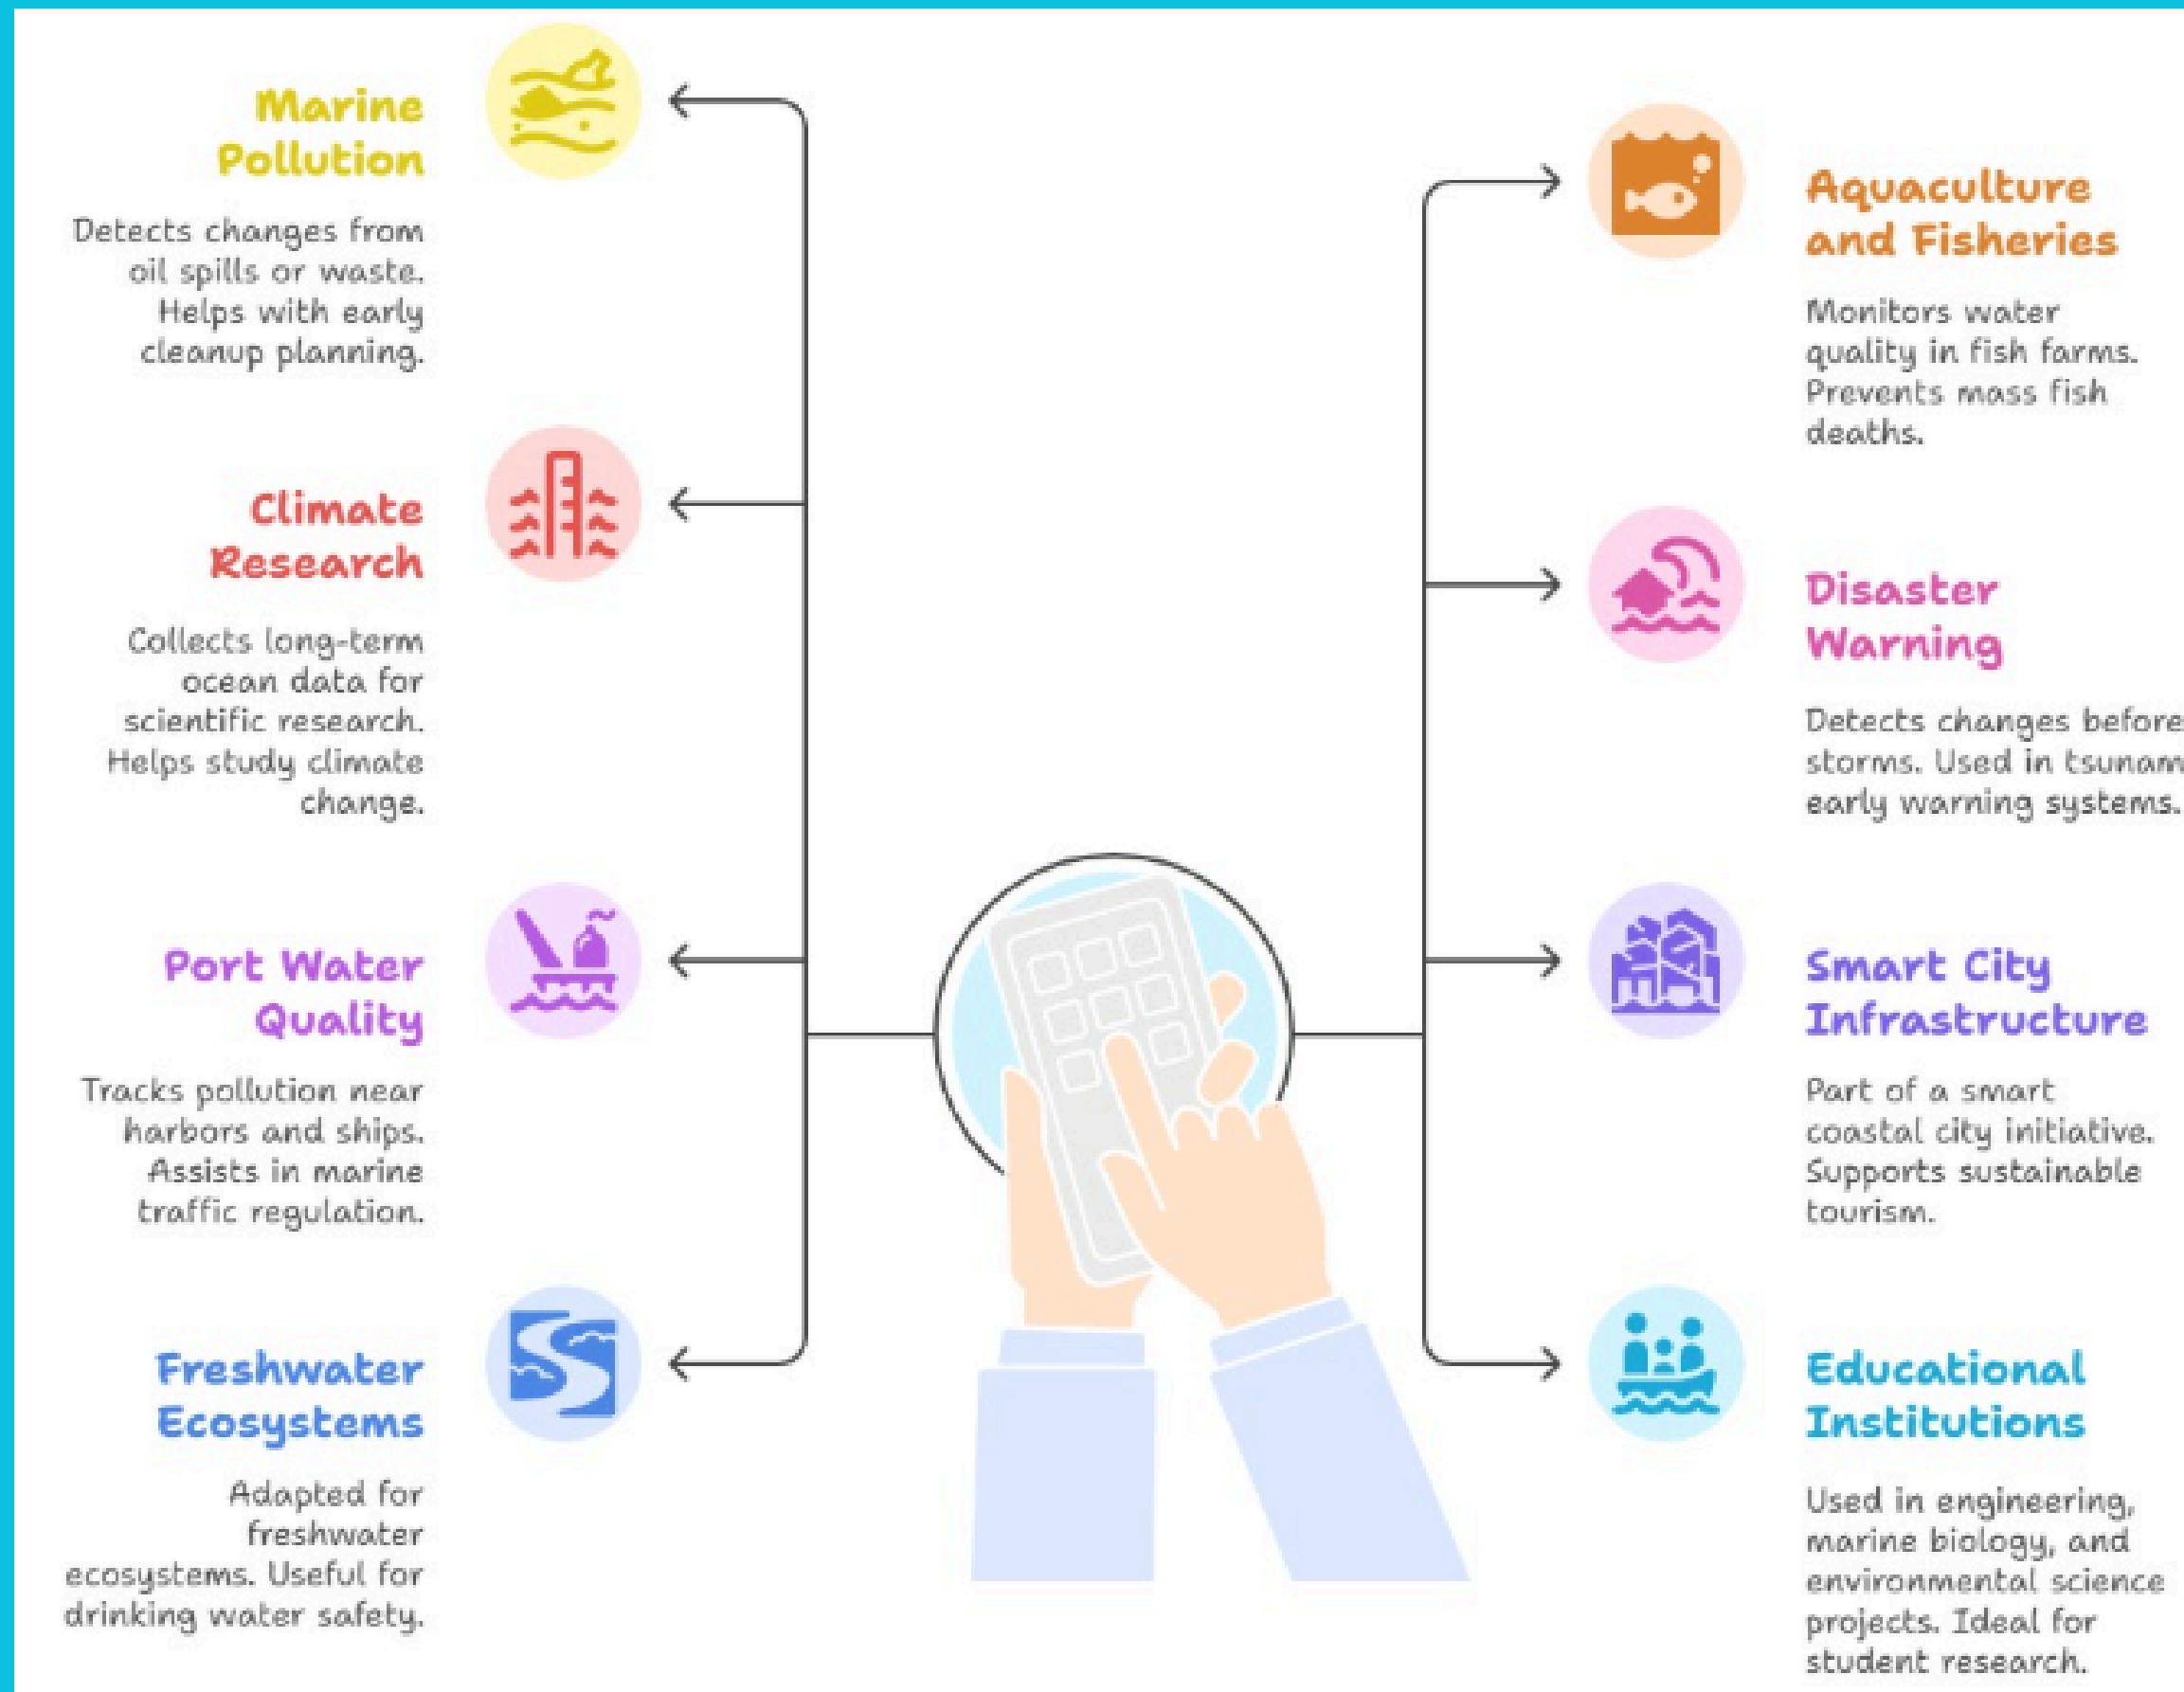 Marine
Pollution
Detects changes from
oil spills or waste.
Helps with early
cleanup planning.
Climate
Research
Collects long-term
ocean data for
scientific research.
Helps study climate
change.
Port Water
Quality
Tracks pollution near
harbors and ships.
Assists in marine
traffic regulation.
Freshwater
Ecosystems
Adapted for
freshwater
ecosystems. Useful for
drinking water safety.
Aquaculture
and Fisheries
Monitors water
quality in fish farms.
Prevents mass fish
deaths.
Disaster
Warning
Detects changes before
storms. Used in tsunam
early warning systems.
Smart City
Infrastructure
Part of a smart
coastal city initiative.
Supports sustainable
tourism.
Educational
Institutions
Used in engineering,
marine biology, and
environmental science
projects. Ideal for
student research.